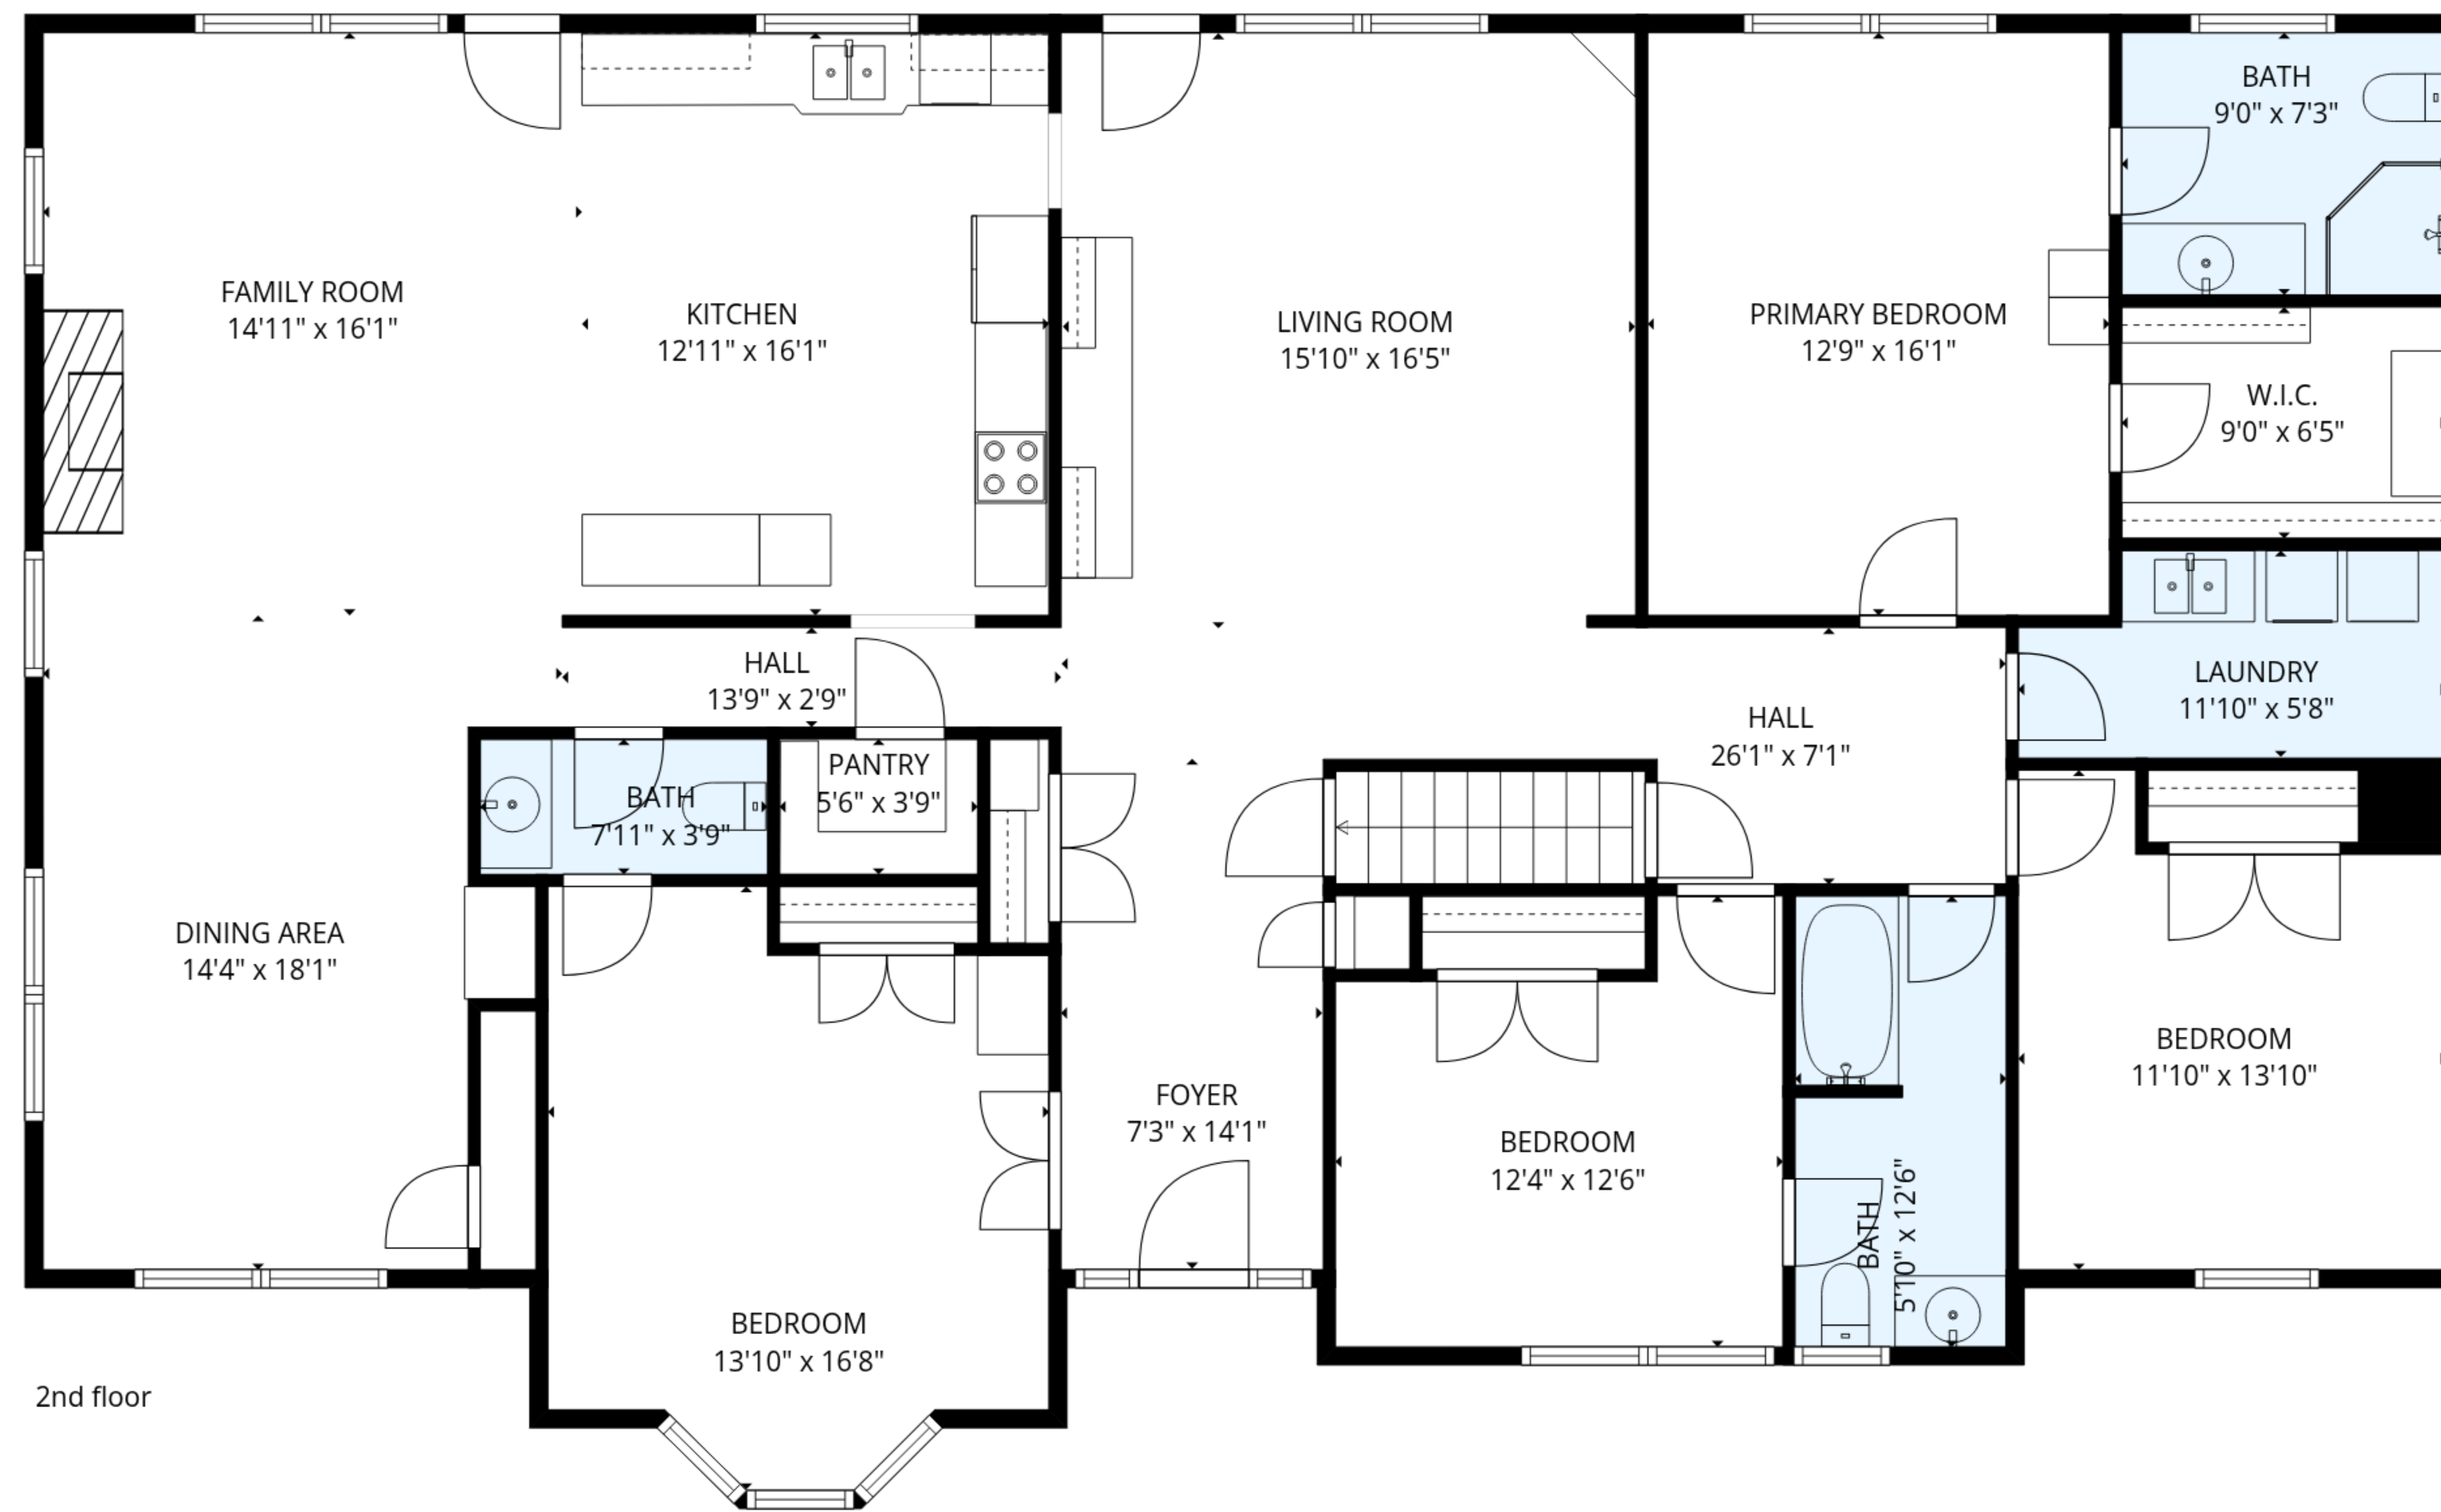 BATH
9'0" x 7'3"
FAMILY ROOM
14'11" x 16'1"
KITCHEN
12'11" x 16'1"
LIVING ROOM
15'10" x 16'5"
PRIMARY BEDROOM
12'9" x 16'1"
W.I.C.
9'0" x 6'5"
HALL
13'9" x 2'9"
HALL
26'1" x 7'1"
LAUNDRY
11'10" x 5'8"
BATH
7'11" x 3'9"
PANTRY
5'6" x 3'9"
DINING AREA
14'4" x 18'1"
FOYER
7'3" x 14'1"
BEDROOM
12'4" x 12'6"
BATH
5'10" x 12'6"
BEDROOM
11'10" x 13'10"
BEDROOM
13'10" x 16'8"
2nd floor